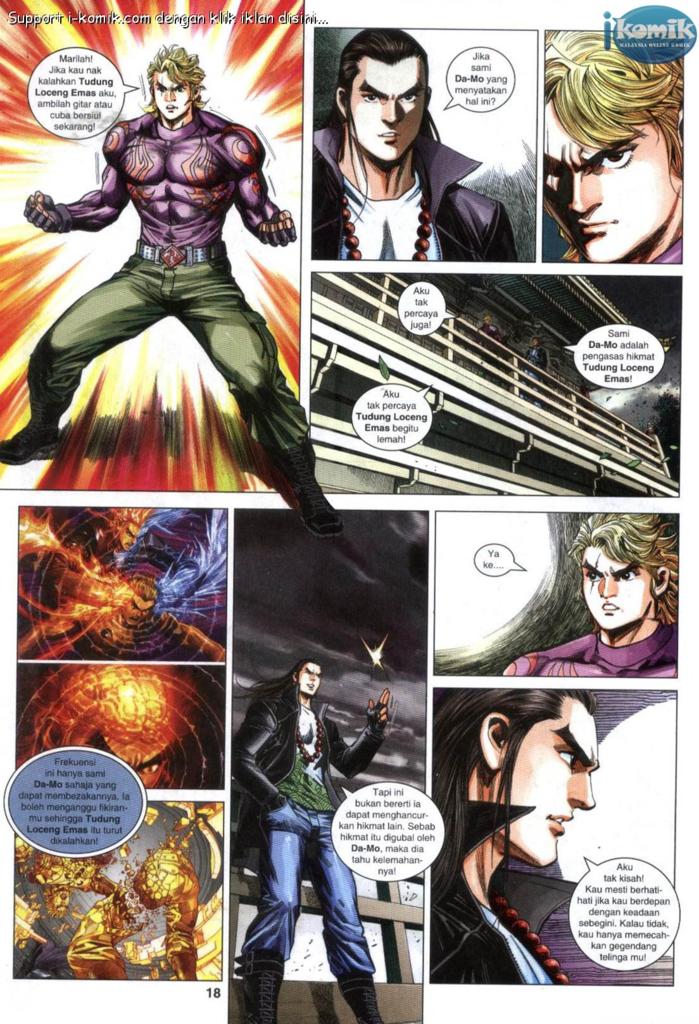 Support i-komik.com dengan klik iklan disini...
ikomik
MALAYSIA ONLINE KOMIK
Marilah!
Jika kau nak
kalahkan Tudung
Loceng Emas aku,
ambilah gitar atau
cuba bersiul
sekarang!
Jika
sami
Da-Mo yang
menyatakan
hal ini?
Aku
tak
percaya
juga!
Sami
Da-Mo adalah
pengasas hikmat
Tudung Loceng
Emas!
Aku
tak percaya
Tudung Loceng
Emas begitu
lemah!
Frekuensi
ini hanya sami
Da-Mo sahaja yang
dapat membezakannya. Ia
boleh menganggu fikiran-
mu sehingga Tudung
Loceng Emas itu turut
dikalahkan!
Tapi ini
bukan bererti ia
dapat menghancur-
kan hikmat lain. Sebab
hikmat itu digubal oleh
Da-Mo, maka dia
tahu kelemahan-
nya!
Ya
ke....
Aku
tak kisah!
Kau mesti berhati-
hati jika kau berdepan
dengan keadaan
sebegini. Kalau tidak,
kau hanya memecah-
kan gegendang
telinga mu!
18